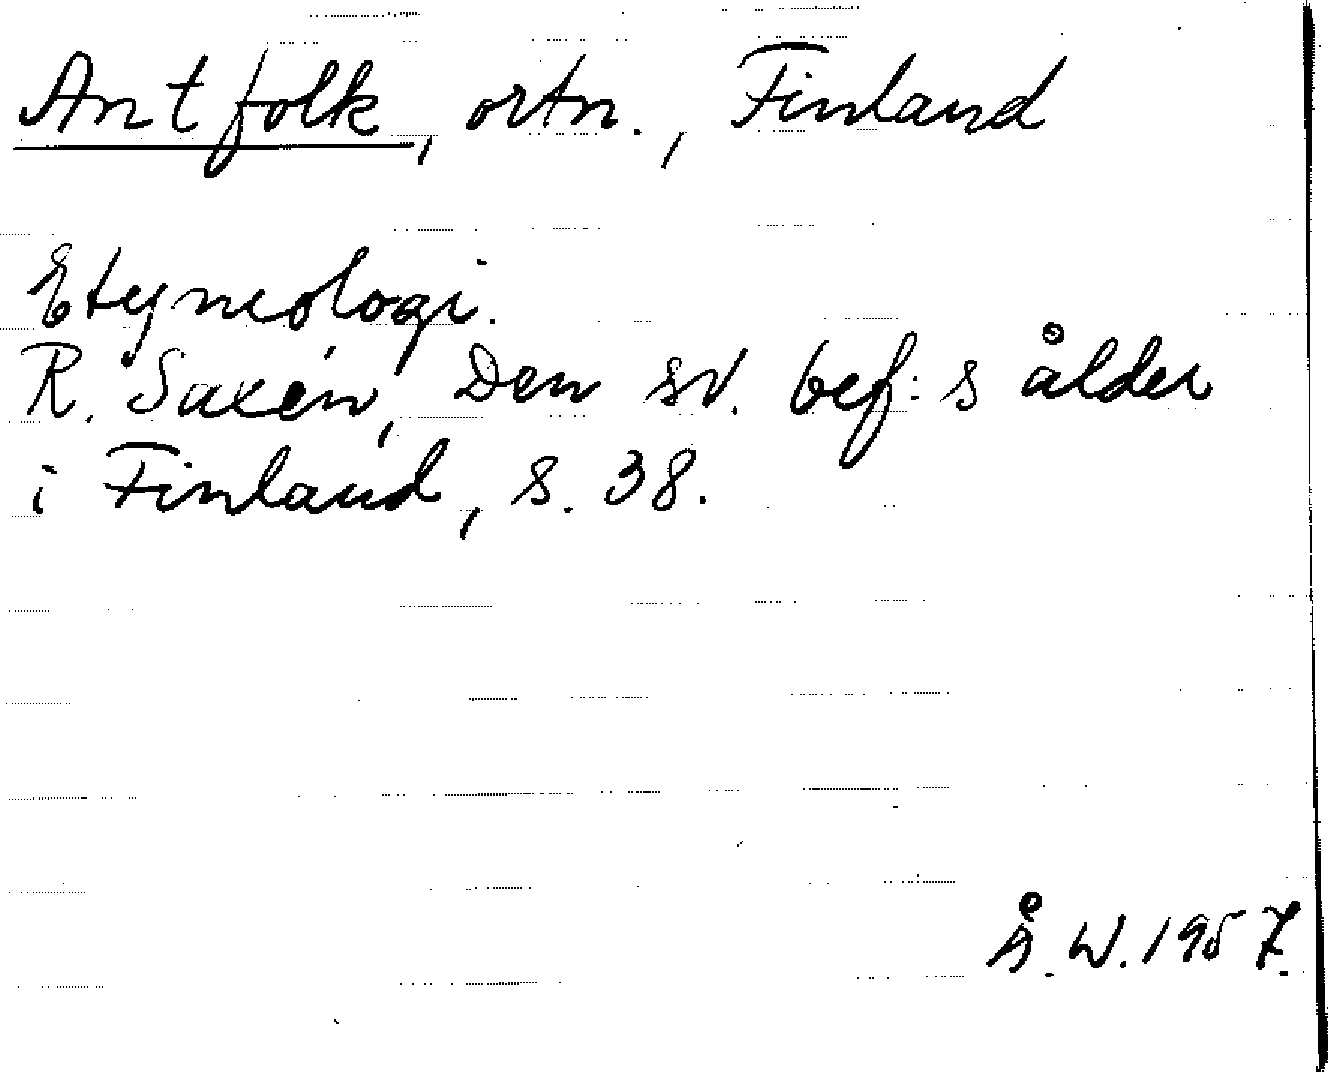 Antfolk, ortn., Finland
Etymologi.
R. Saxén, Den sv. bef:s ålder
i Finland, s. 38.
Å.W.1957.